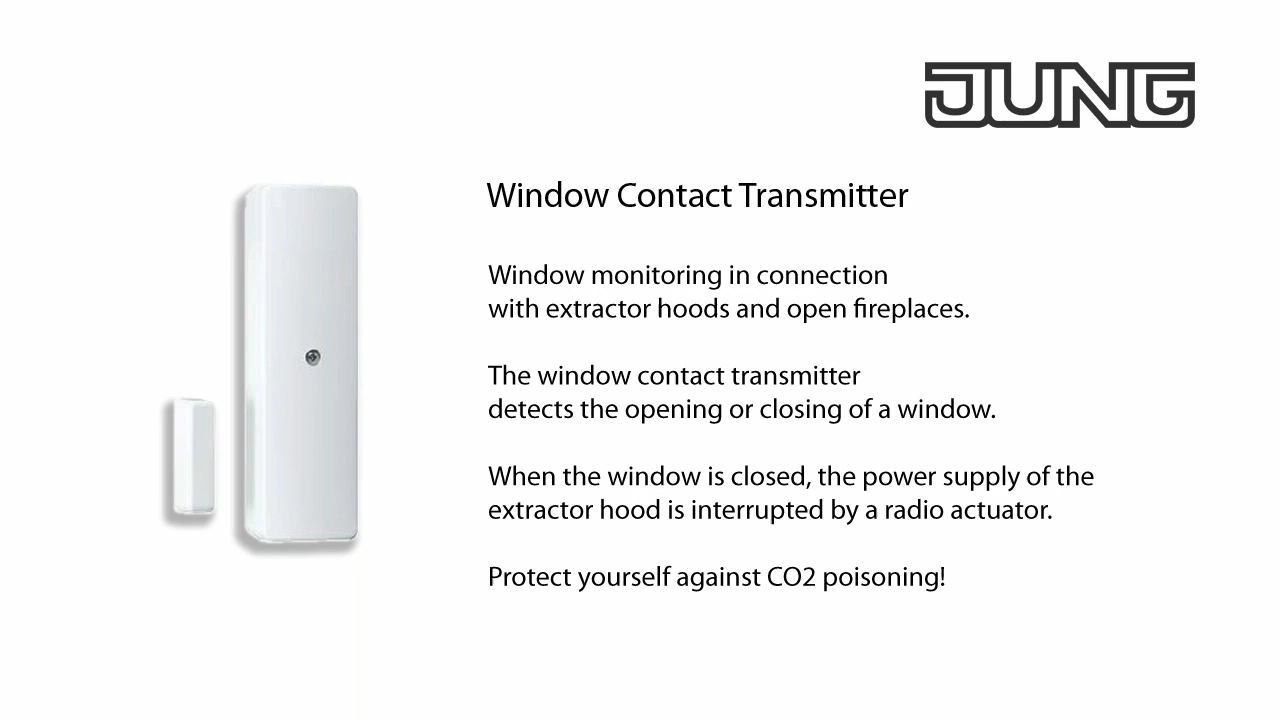 JUNG
Window Contact Transmitter
Window monitoring in connection
with extractor hoods and open fireplaces.
The window contact transmitter
detects the opening or closing of a window.
When the window is closed, the power supply of the
extractor hood is interrupted by a radio actuator.
Protect yourself against CO2 poisoning!